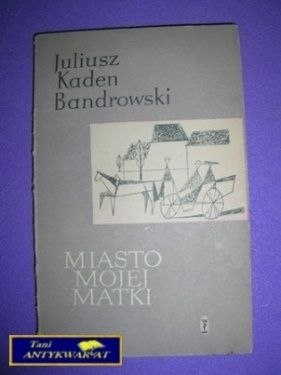 Juliusz
Kaden
Bandrowski
MIASTO
MOJEJ
MATKI
Tani
ANTYKWARIAT